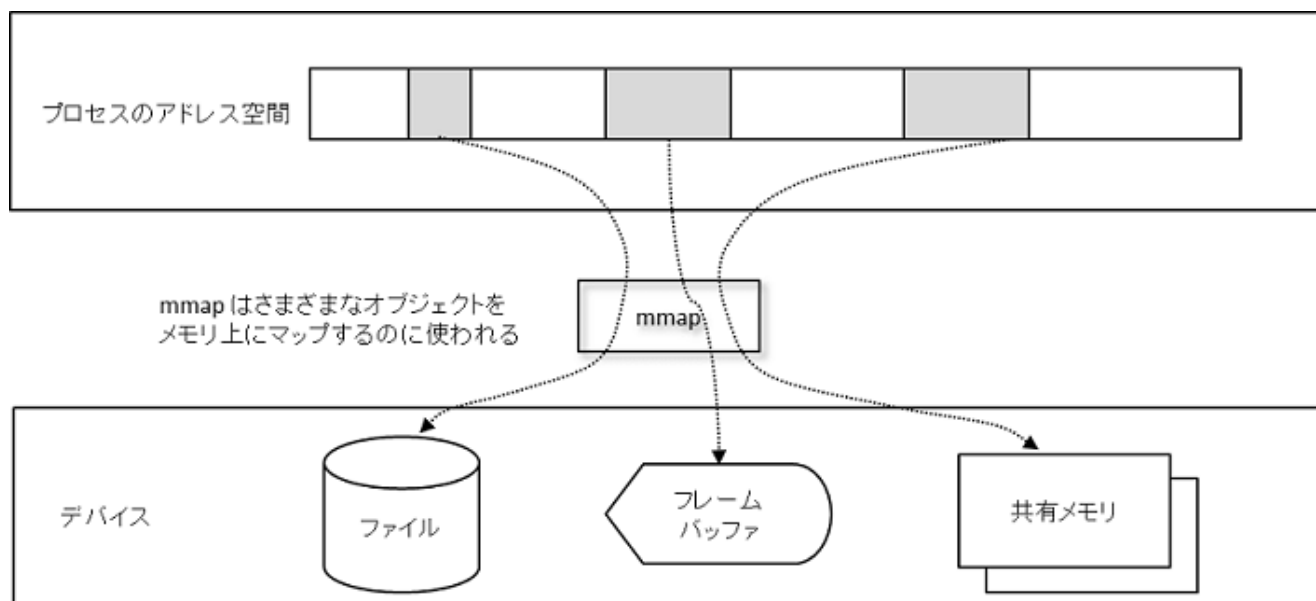 プロセスのアドレス空間
mmap はさまざまなオブジェクトを
メモリ上にマップするのに使われる
mmap
デバイス
ファイル
フレーム
バッファ
共有メモリ